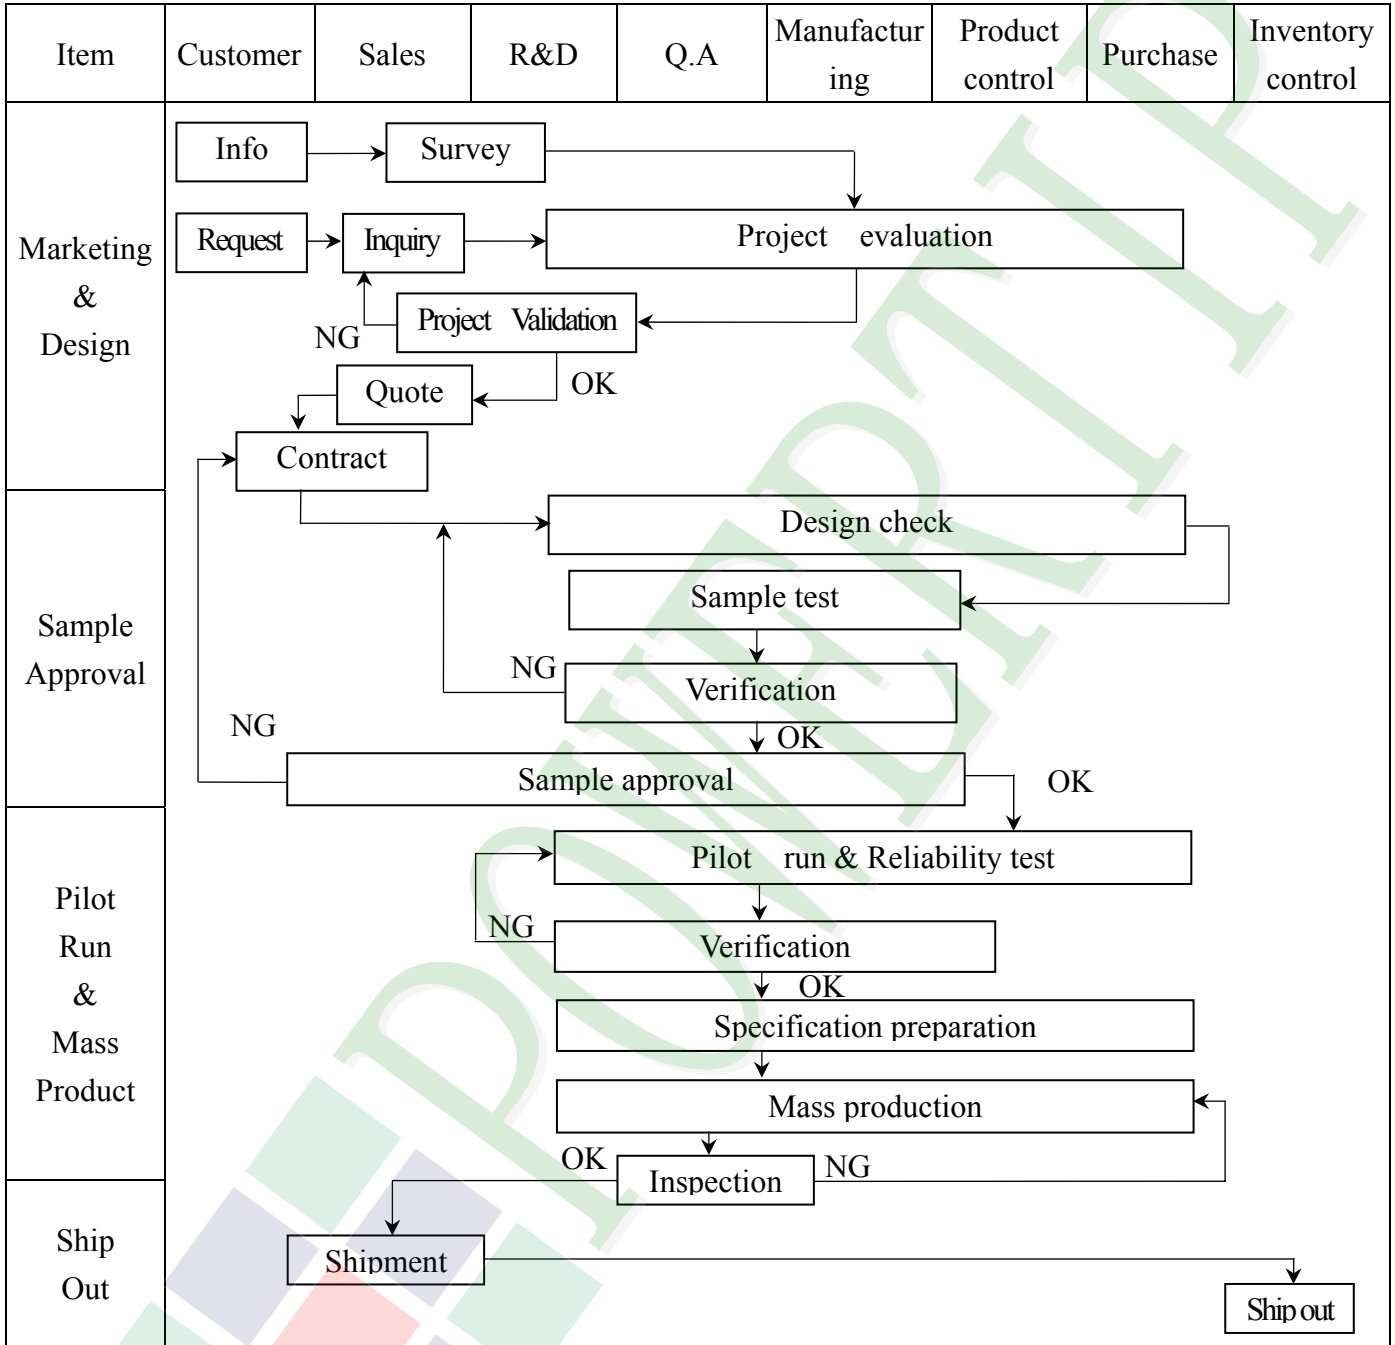 Item
Customer
Sales
R&D
Q.A
Manufactur
ing
Product
control
Purchase
Inventory
control
Marketing
&
Design
Info
Survey
Request
Inquiry
Project evaluation
NG
Project Validation
OK
Quote
Contract
Sample
Approval
Design check
Sample test
NG
Verification
OK
NG
Sample approval
OK
Pilot
Run
&
Mass
Product
Pilot run & Reliability test
NG
Verification
OK
Specification preparation
Mass production
OK
Inspection
NG
Ship
Out
Shipment
Ship out
POWERTIP